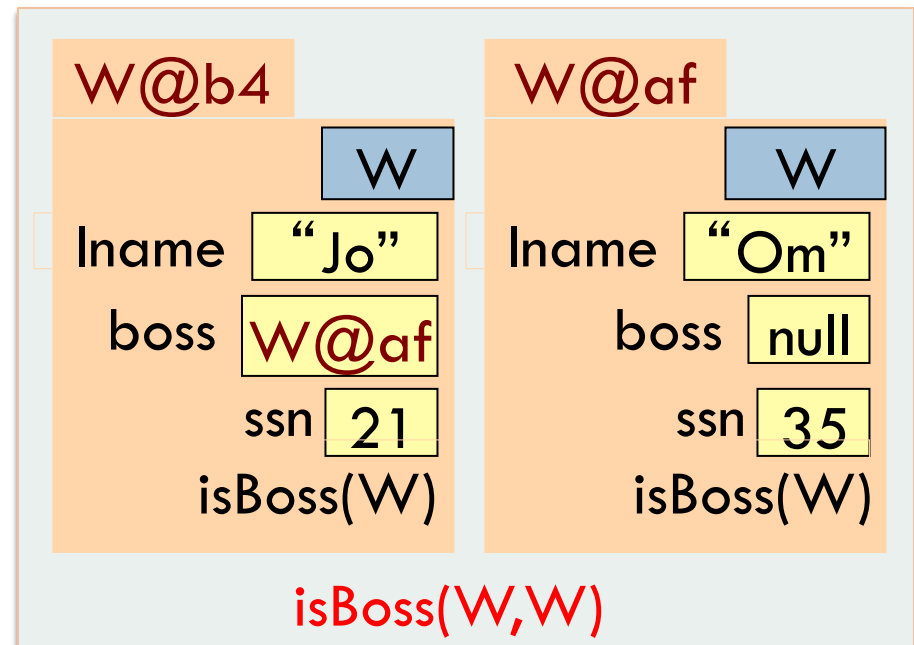 W@b4
W
lname “Jo”
boss W@af
ssn 21
isBoss(W)
W@af
W
lname “Om”
boss null
ssn 35
isBoss(W)
isBoss(W,W)